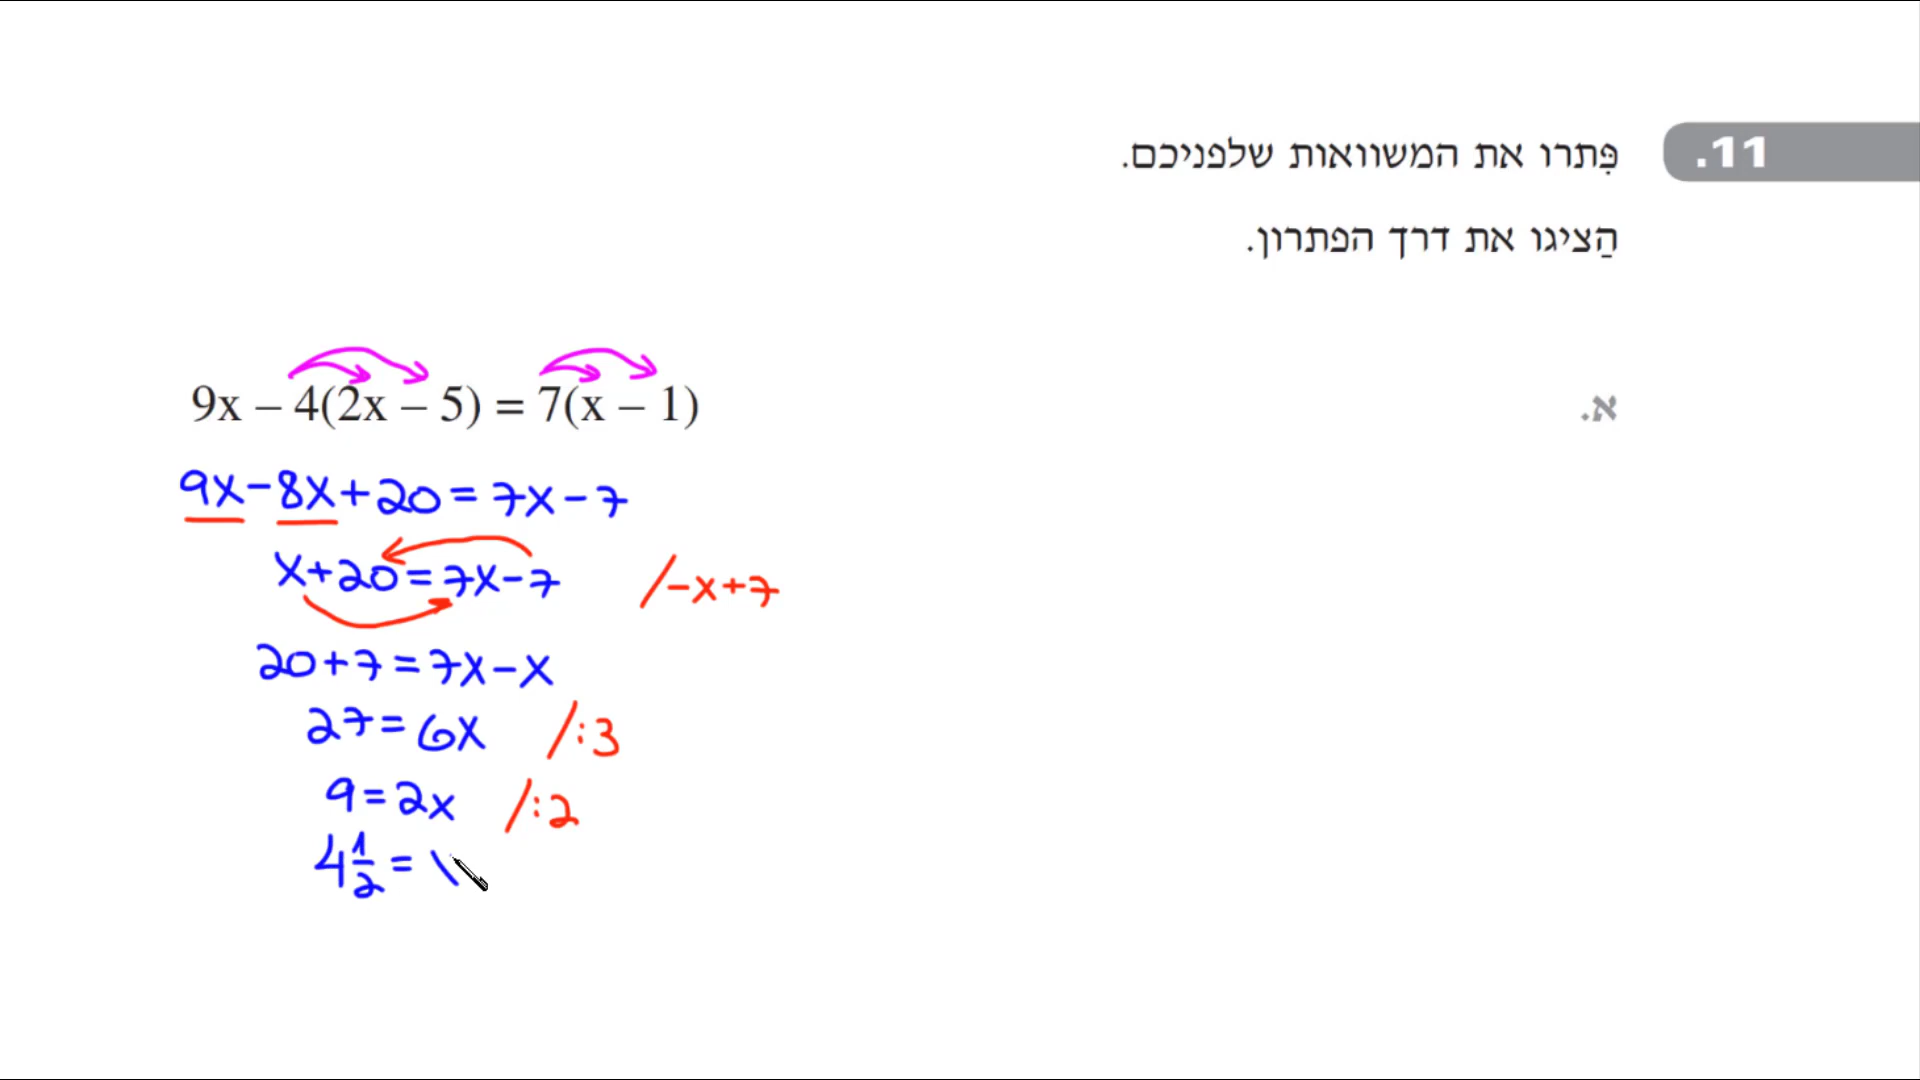 .11 פִּתרו את המשוואות שלפניכם.
הַציגו את דרך הפתרון.
א. 9x – 4(2x – 5) = 7(x – 1)
9x-8x+20=7x-7
x+20=7x-7 /-x+7
20+7=7x-x
27=6x /:3
9=2x /:2
4½=